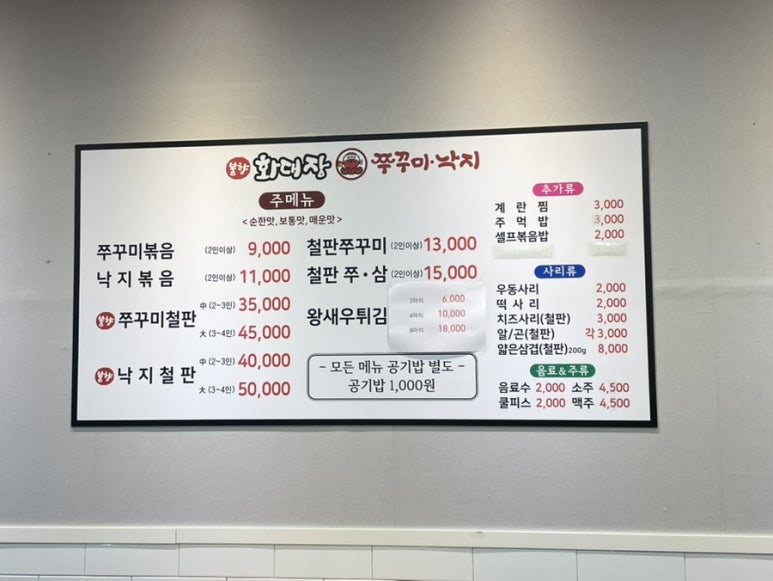 불향 화대장 쭈꾸미·낙지
주메뉴
<순한맛, 보통맛, 매운맛>
쭈꾸미볶음 (2인이상) 9,000
낙지볶음 (2인이상) 11,000
불향 쭈꾸미철판 中 (2~3인) 35,000
大 (3~4인) 45,000
불향 낙지철판 中 (2~3인) 40,000
大 (3~4인) 50,000
철판쭈꾸미 (2인이상) 13,000
철판 쭈·삼 (2인이상) 15,000
왕새우튀김 2마리 6,000
4마리 10,000
8마리 18,000
- 모든 메뉴 공기밥 별도 -
공기밥 1,000원
추가류
계란찜 3,000
주먹밥 3,000
셀프볶음밥 2,000
사리류
우동사리 2,000
떡사리 2,000
치즈사리(철판) 3,000
알/곤(철판) 각 3,000
얇은삼겹(철판)200g 8,000
음료&주류
음료수 2,000 소주 4,500
쿨피스 2,000 맥주 4,500